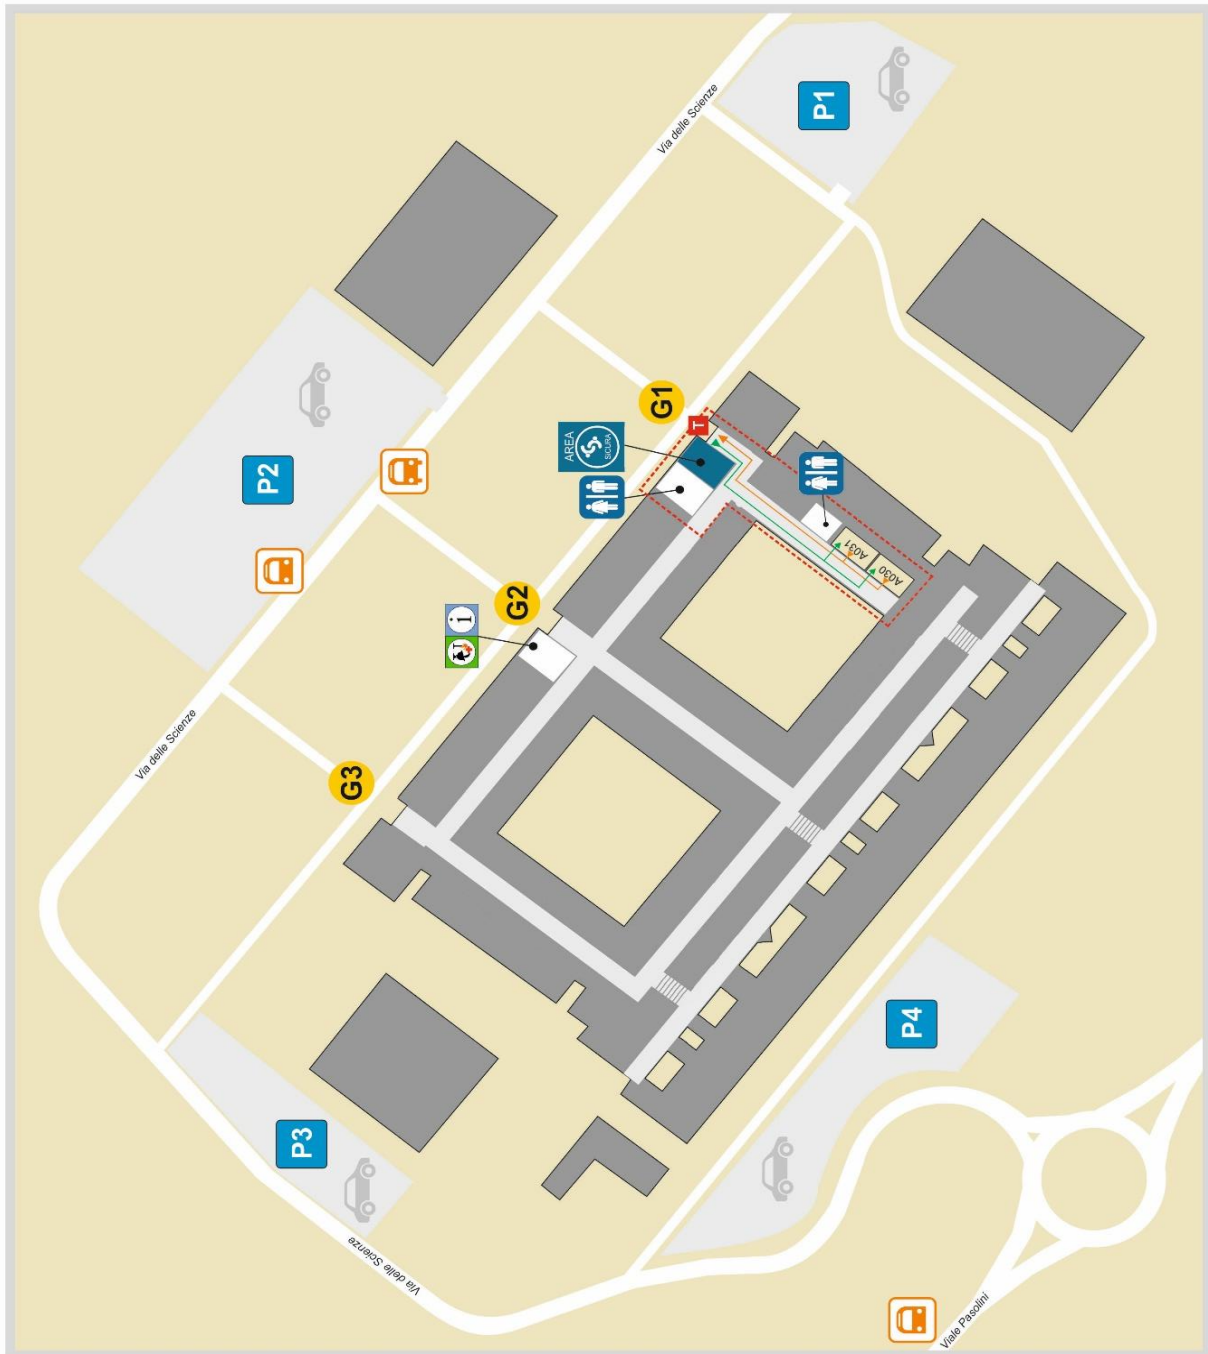 Via delle Scienze
P1
P2
G1
T
AREA
SICURA
A031
A030
G2
i
Via delle Scienze
G3
P4
P3
Via delle Scienze
Viale Pasolini